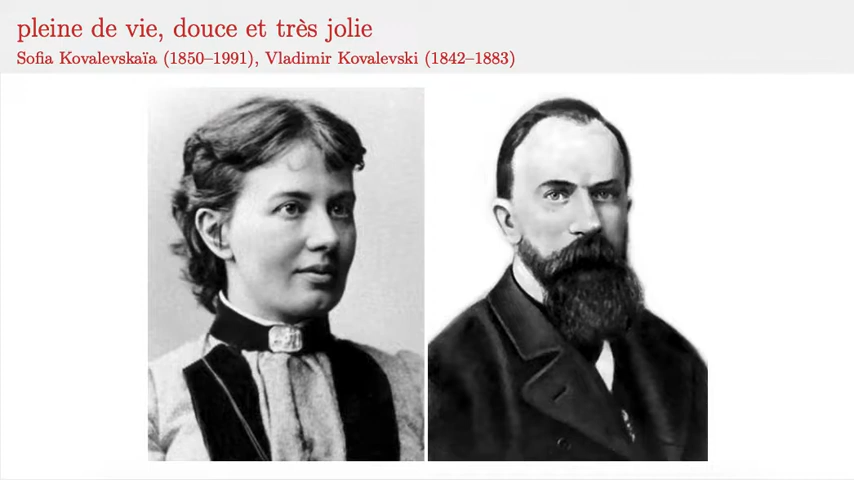 pleine de vie, douce et très jolie
Sofia Kovalevskaïa (1850–1991), Vladimir Kovalevski (1842–1883)